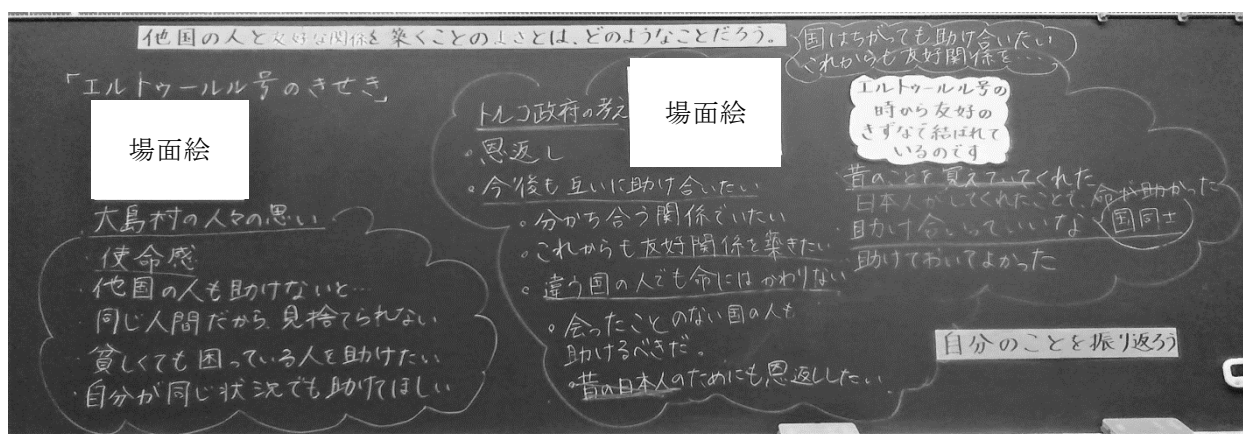 他国の人と友好な関係を築くことのよさとは、どのようなことだろう。
「エルトゥールル号のきせき」
場面絵
大島村の人々の思い
・使命感
・他国の人も助けないと…
・同じ人間だから、見捨てられない
・貧しくても困っている人を助けたい
・自分が同じ状況でも助けてほしい
場面絵
トルコ政府の考え
・恩返し
・今後も互いに助け合いたい
・分かち合う関係でいたい
・これからも友好関係を築きたい
・違う国の人でも命にはかわりない
・会ったことのない国の人も
助けるべきだ。
・昔の日本人のためにも恩返ししたい
国はちがっても助け合いたい
これからも友好関係を…
エルトゥールル号の
時から友好の
きずなで結ばれて
いるのです
昔のことを覚えていてくれた
日本人がしてくれたことで、命が助かった
助け合いっていいな 国同士
助けておいてよかった
自分のことを振り返ろう